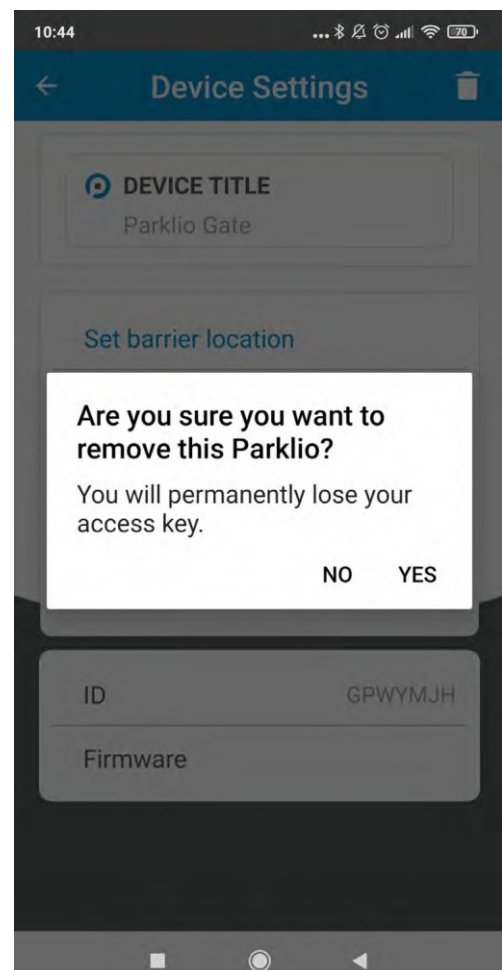 10:44
70
Device Settings
DEVICE TITLE
Parklio Gate
Set barrier location
Are you sure you want to
remove this Parklio?
You will permanently lose your
access key.
NO YES
ID GPWYMJH
Firmware